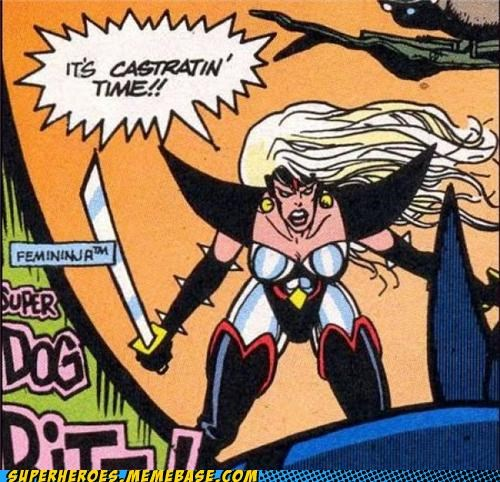 IT'S CASTRATIN'
TIME!!
FEMININJA™
SUPER
DOG
SUPERHEROES.MEMEBASE.COM